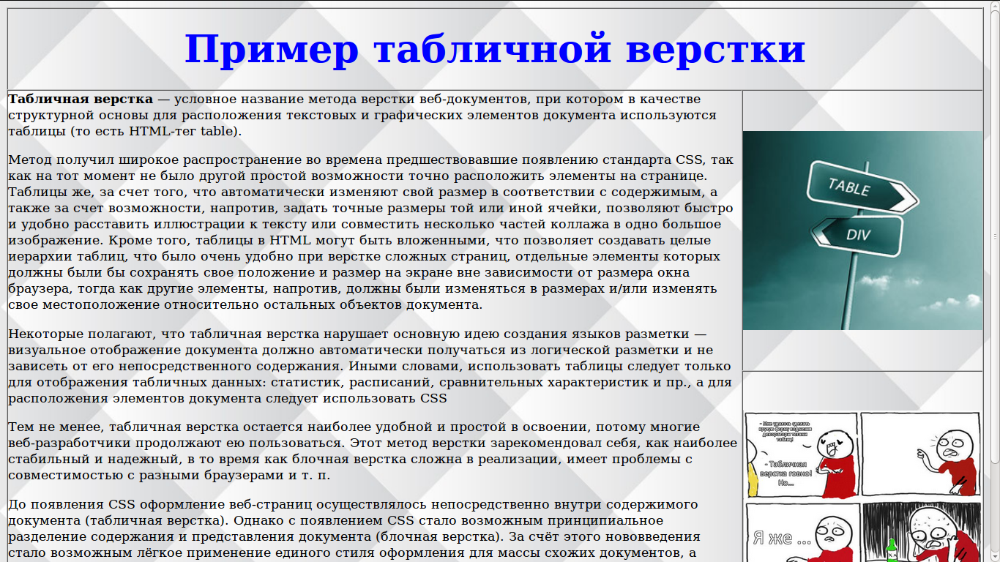 Пример табличной верстки
Табличная верстка — условное название метода верстки веб-документов, при котором в качестве
структурной основы для расположения текстовых и графических элементов документа используются
таблицы (то есть HTML-тег table).
Метод получил широкое распространение во времена предшествовавшие появлению стандарта CSS, так
как на тот момент не было другой простой возможности точно расположить элементы на странице.
Таблицы же, за счет того, что автоматически изменяют свой размер в соответствии с содержимым, а
также за счет возможности, напротив, задать точные размеры той или иной ячейки, позволяют быстро
и удобно расставить иллюстрации к тексту или совместить несколько частей коллажа в одно большое
изображение. Кроме того, таблицы в HTML могут быть вложенными, что позволяет создавать целые
иерархии таблиц, что было очень удобно при верстке сложных страниц, отдельные элементы которых
должны были бы сохранять свое положение и размер на экране вне зависимости от размера окна
браузера, тогда как другие элементы, напротив, должны были изменяться в размерах и/или изменять
свое местоположение относительно остальных объектов документа.
Некоторые полагают, что табличная верстка нарушает основную идею создания языков разметки —
визуальное отображение документа должно автоматически получаться из логической разметки и не
зависеть от его непосредственного содержания. Иными словами, использовать таблицы следует только
для отображения табличных данных: статистик, расписаний, сравнительных характеристик и пр., а для
расположения элементов документа следует использовать CSS
Тем не менее, табличная верстка остается наиболее удобной и простой в освоении, потому многие
веб-разработчики продолжают ею пользоваться. Этот метод верстки зарекомендовал себя, как наиболее
стабильный и надежный, в то время как блочная верстка сложна в реализации, имеет проблемы с
совместимостью с разными браузерами и т. п.
До появления CSS оформление веб-страниц осуществлялось непосредственно внутри содержимого
документа (табличная верстка). Однако с появлением CSS стало возможным принципиальное
разделение содержания и представления документа (блочная верстка). За счёт этого нововведения
стало возможным лёгкое применение единого стиля оформления для массы схожих документов, а
TABLE
DIV
- Мне удалось сделать
крутую форму
тегами
- Табличная
верстка говно!
Но...
Я же ...